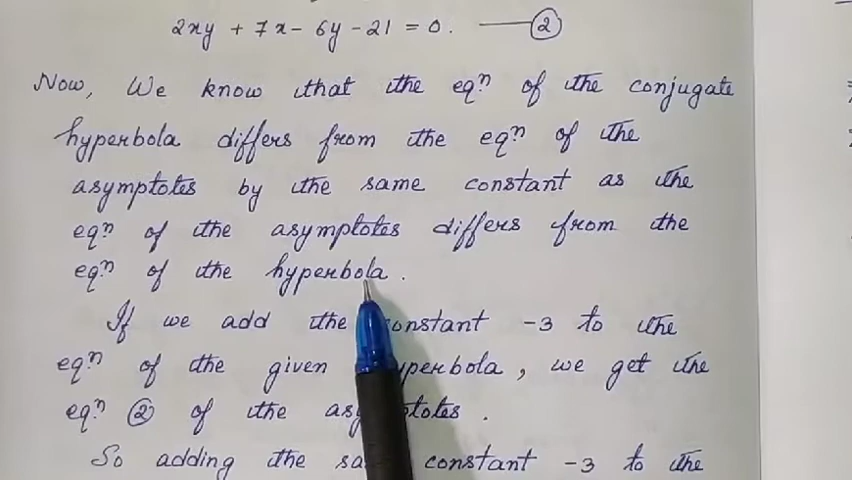 2xy + 7x - 6y - 21 = 0. —— ②
Now, We know that the eqⁿ of the conjugate
hyperbola differs from the eqⁿ of the
asymptotes by the same constant as the
eqⁿ of the asymptotes differs from the
eqⁿ of the hyperbola.
If we add the constant -3 to the
eqⁿ of the given hyperbola, we get the
eqⁿ ② of the asymptotes.
So adding the constant -3 to the